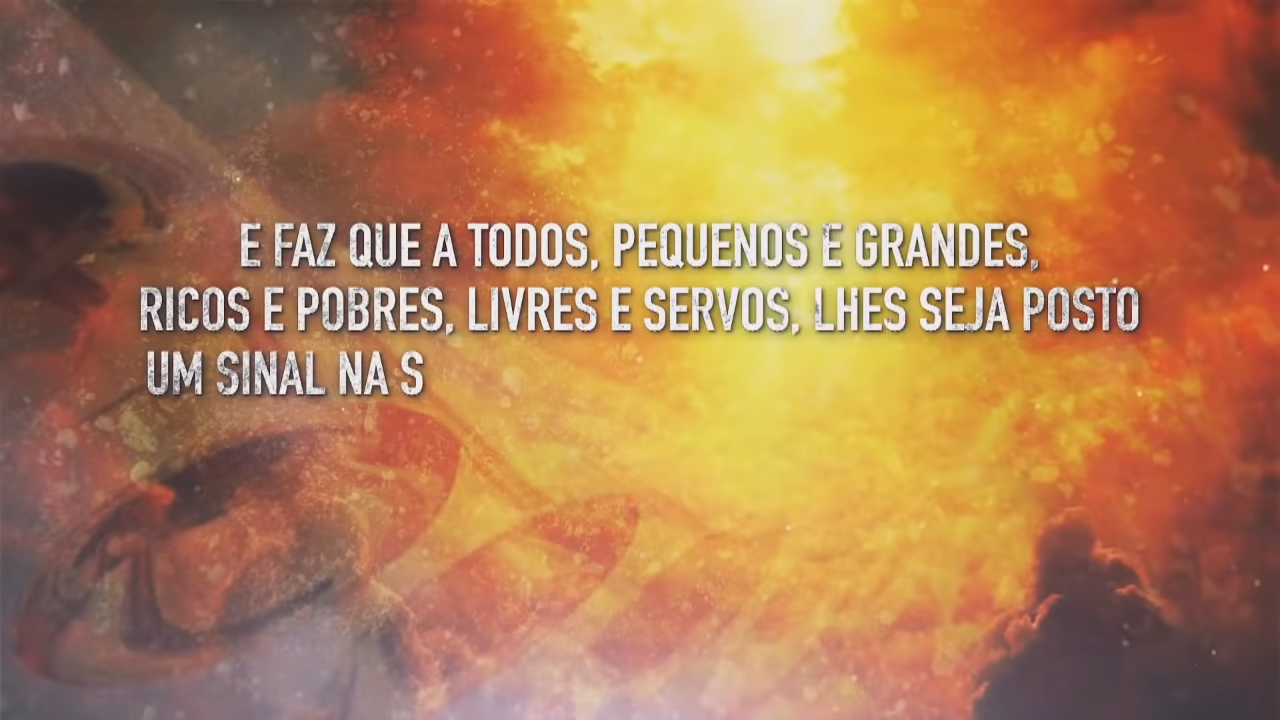 E FAZ QUE A TODOS, PEQUENOS E GRANDES,
RICOS E POBRES, LIVRES E SERVOS, LHES SEJA POSTO
UM SINAL NA S